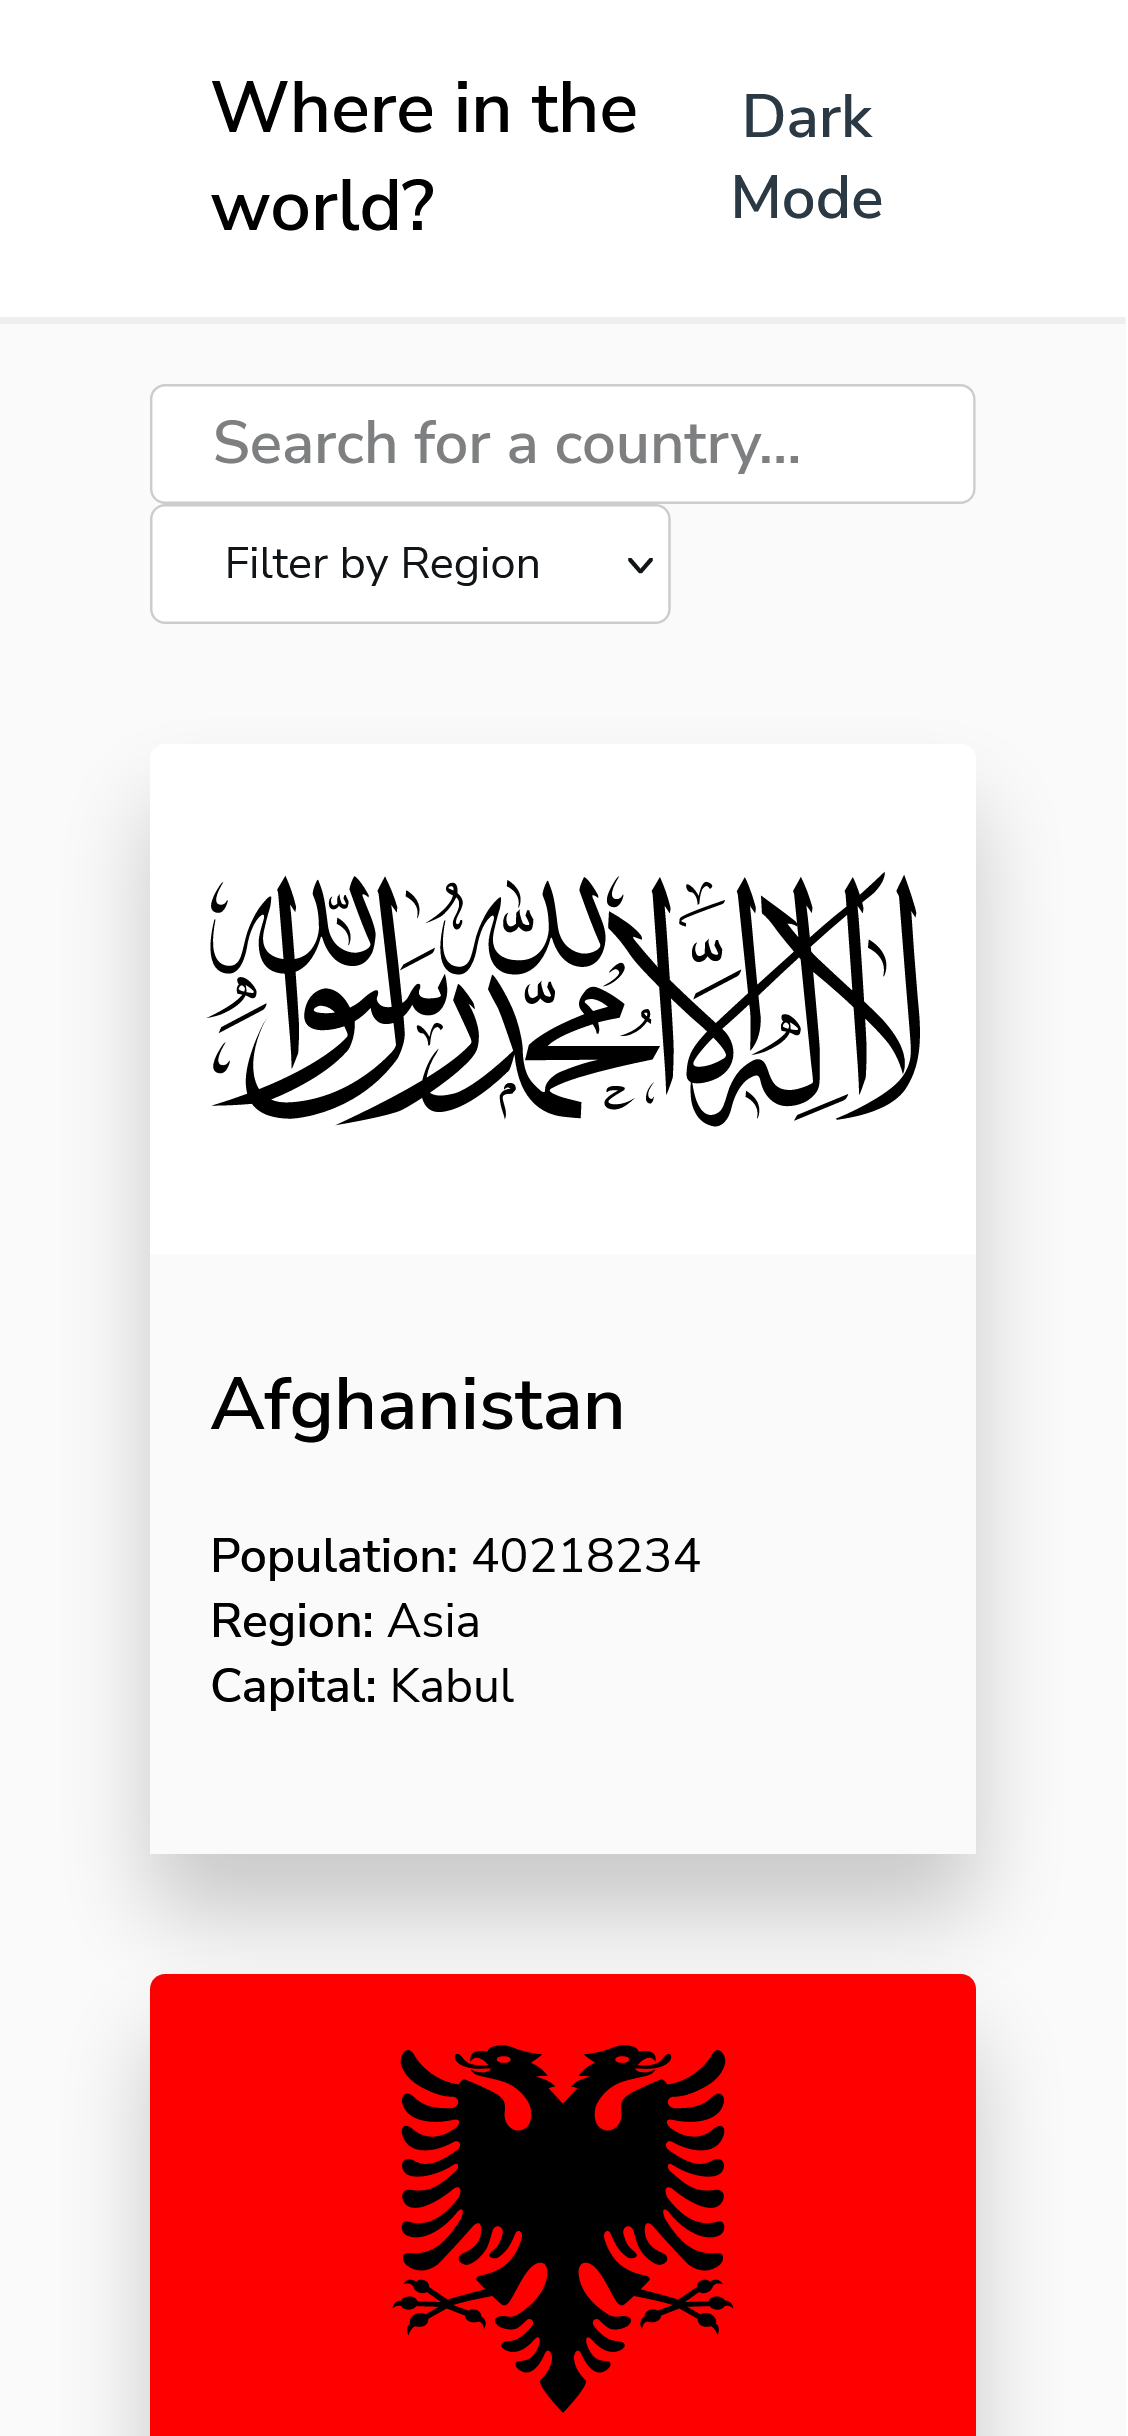 Where in the
world?
Dark
Mode
Search for a country...
Filter by Region
لا إله إلا الله محمد رسول الله
Afghanistan
Population: 40218234
Region: Asia
Capital: Kabul